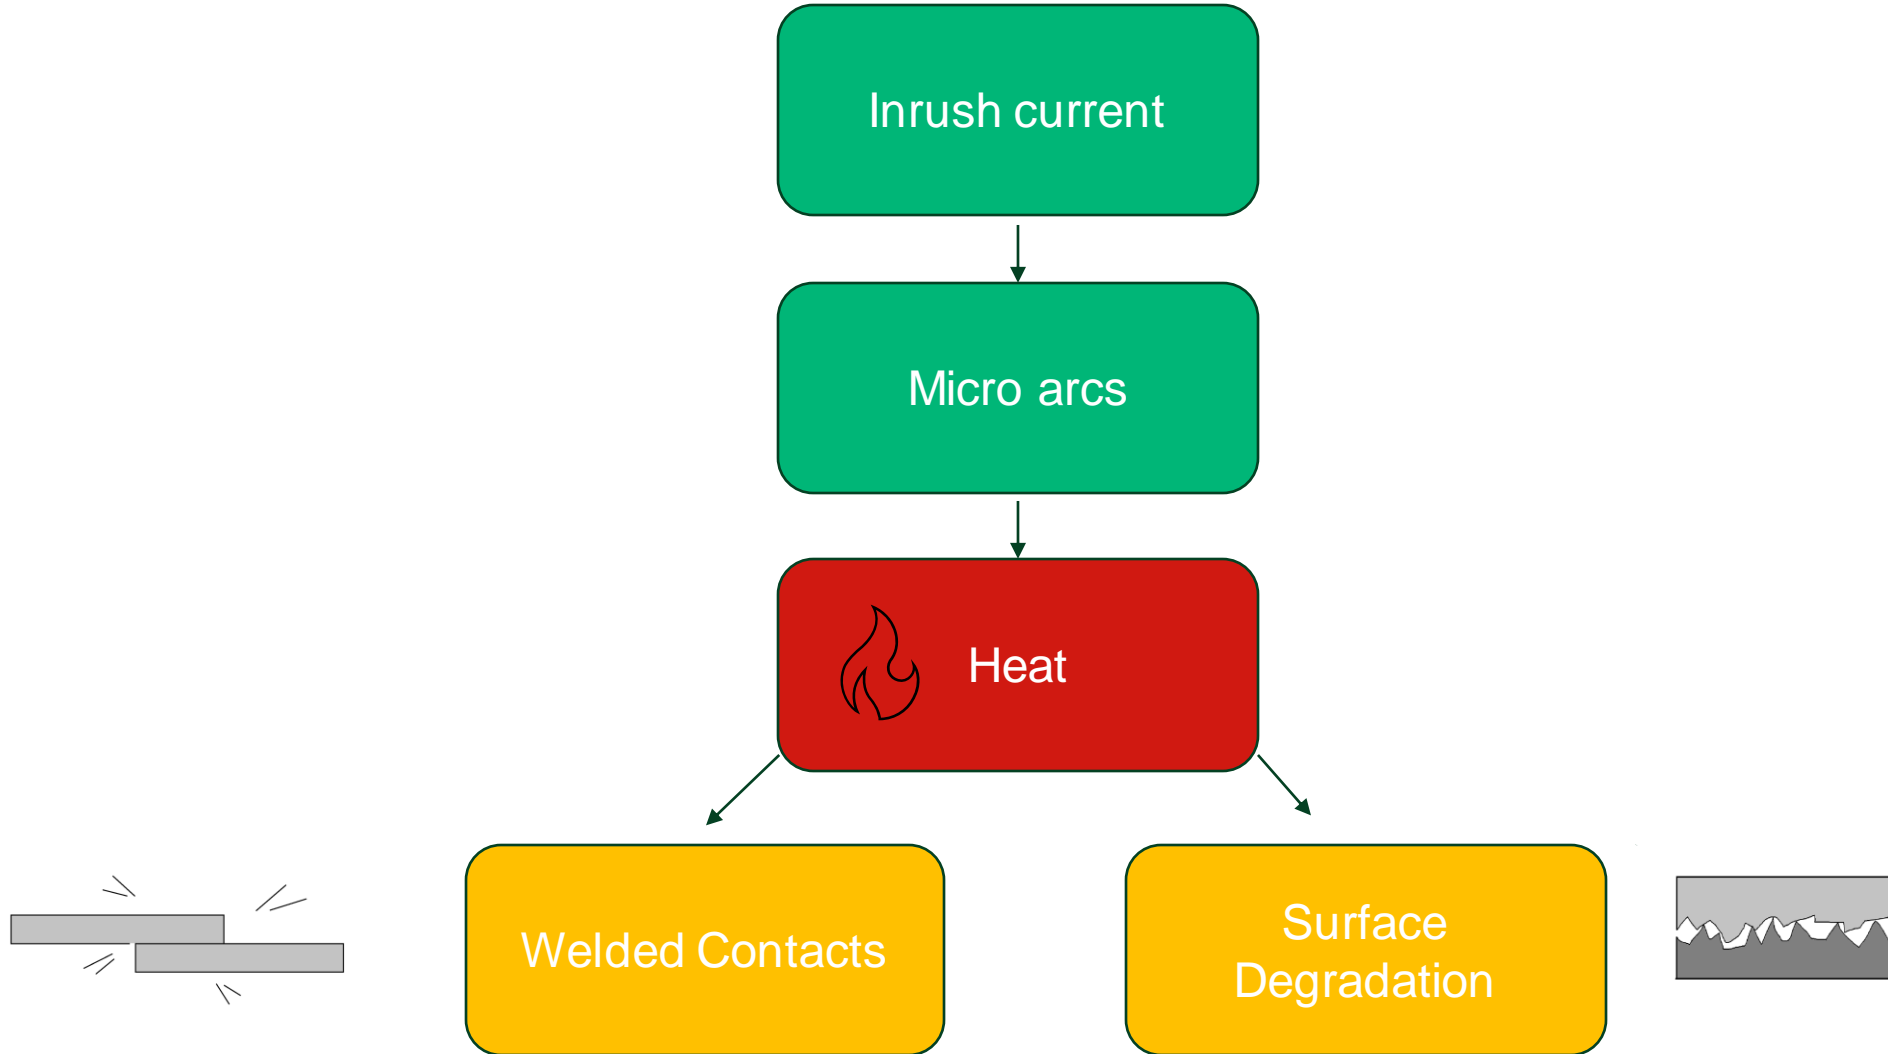 Inrush current
Micro arcs
Heat
Welded Contacts
Surface
Degradation